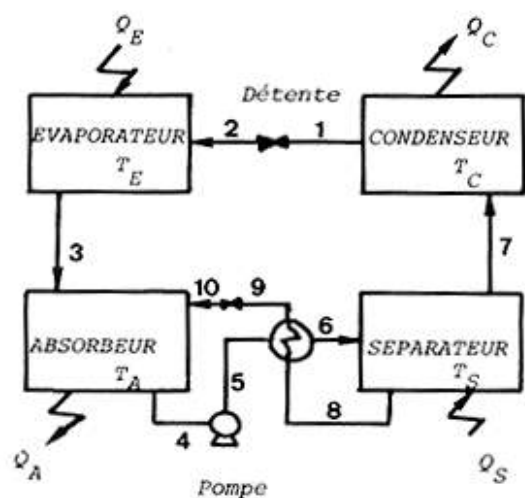 Q_E
Q_C
Détente
EVAPORATEUR
T_E
2
1
CONDENSEUR
T_C
3
7
10
9
ABSORBEUR
T_A
6
SEPARATEUR
T_S
5
8
4
Q_A
Pompe
Q_S